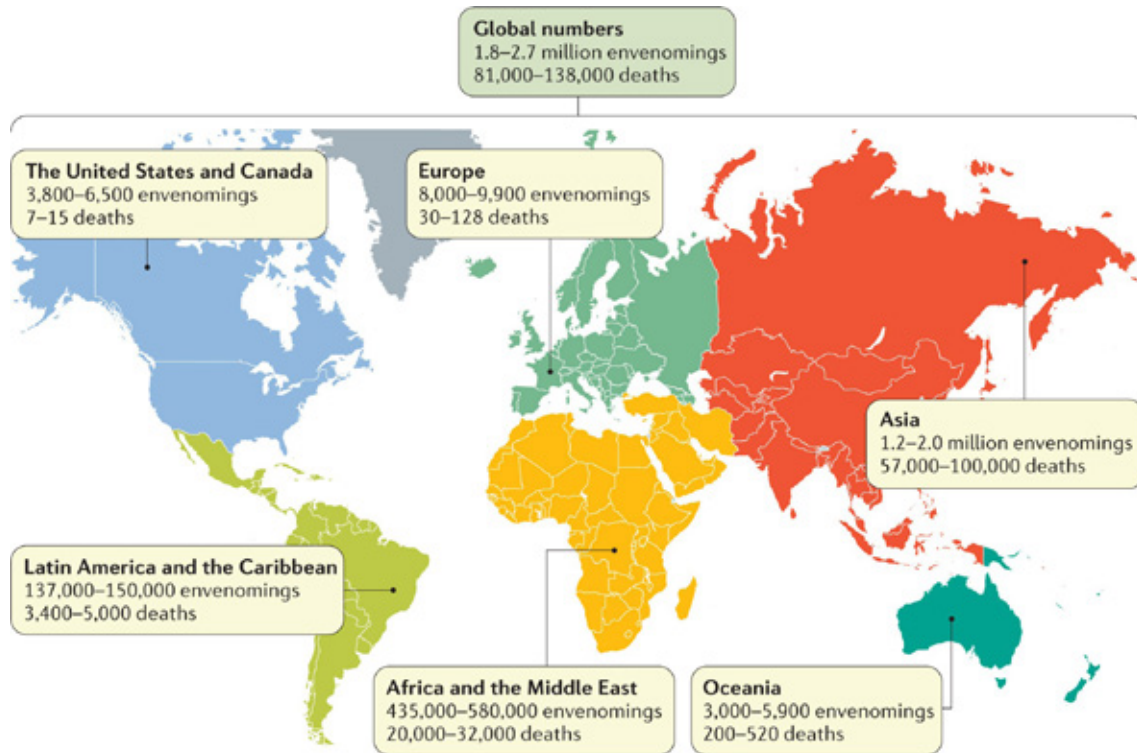 Global numbers
1.8–2.7 million envenomings
81,000–138,000 deaths
The United States and Canada
3,800–6,500 envenomings
7–15 deaths
Europe
8,000–9,900 envenomings
30–128 deaths
Asia
1.2–2.0 million envenomings
57,000–100,000 deaths
Latin America and the Caribbean
137,000–150,000 envenomings
3,400–5,000 deaths
Africa and the Middle East
435,000–580,000 envenomings
20,000–32,000 deaths
Oceania
3,000–5,900 envenomings
200–520 deaths